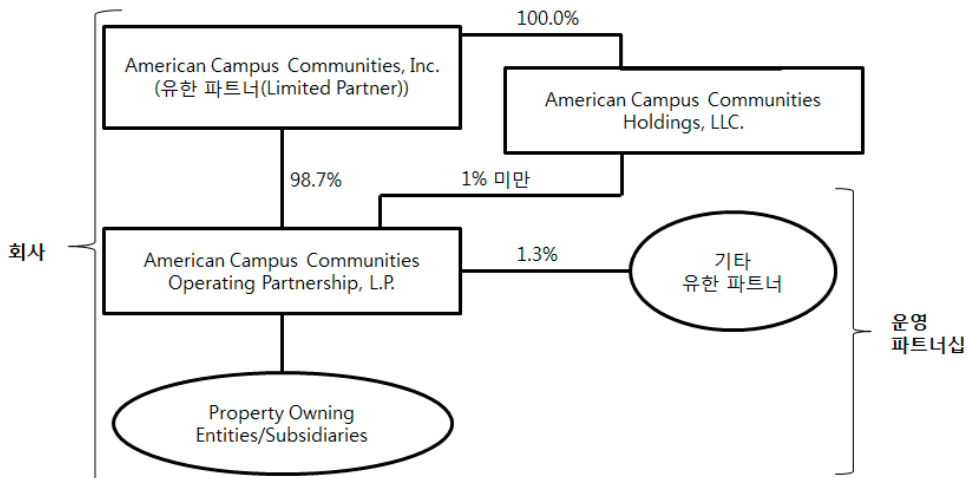 100.0%
American Campus Communities, Inc.
(유한 파트너(Limited Partner))
American Campus Communities
Holdings, LLC.
98.7%
1% 미만
회사
American Campus Communities
Operating Partnership, L.P.
1.3%
기타
유한 파트너
운영
파트너십
Property Owning
Entities/Subsidiaries